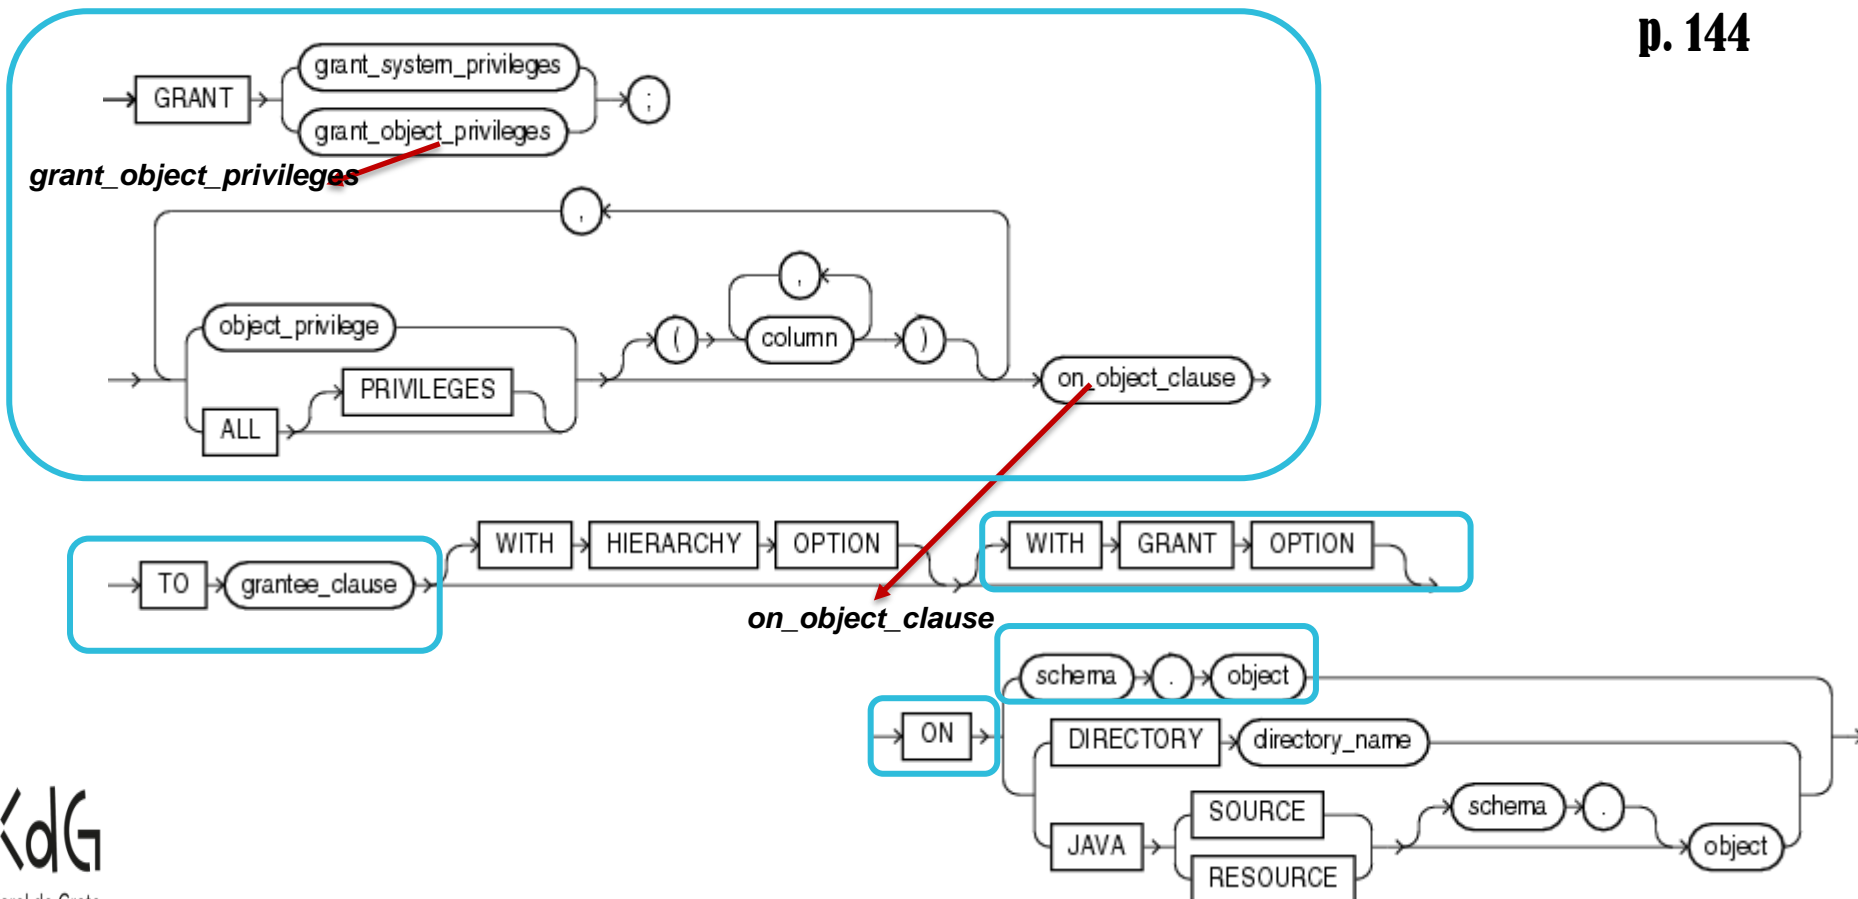 p. 144
grant_system_privileges
GRANT
;
grant_object_privileges
grant_object_privileges
,
,
object_privilege
( column )
PRIVILEGES
on_object_clause
ALL
WITH HIERARCHY OPTION WITH GRANT OPTION
TO grantee_clause
on_object_clause
schema . object
ON
DIRECTORY directory_name
SOURCE
schema .
JAVA
object
RESOURCE
KdG